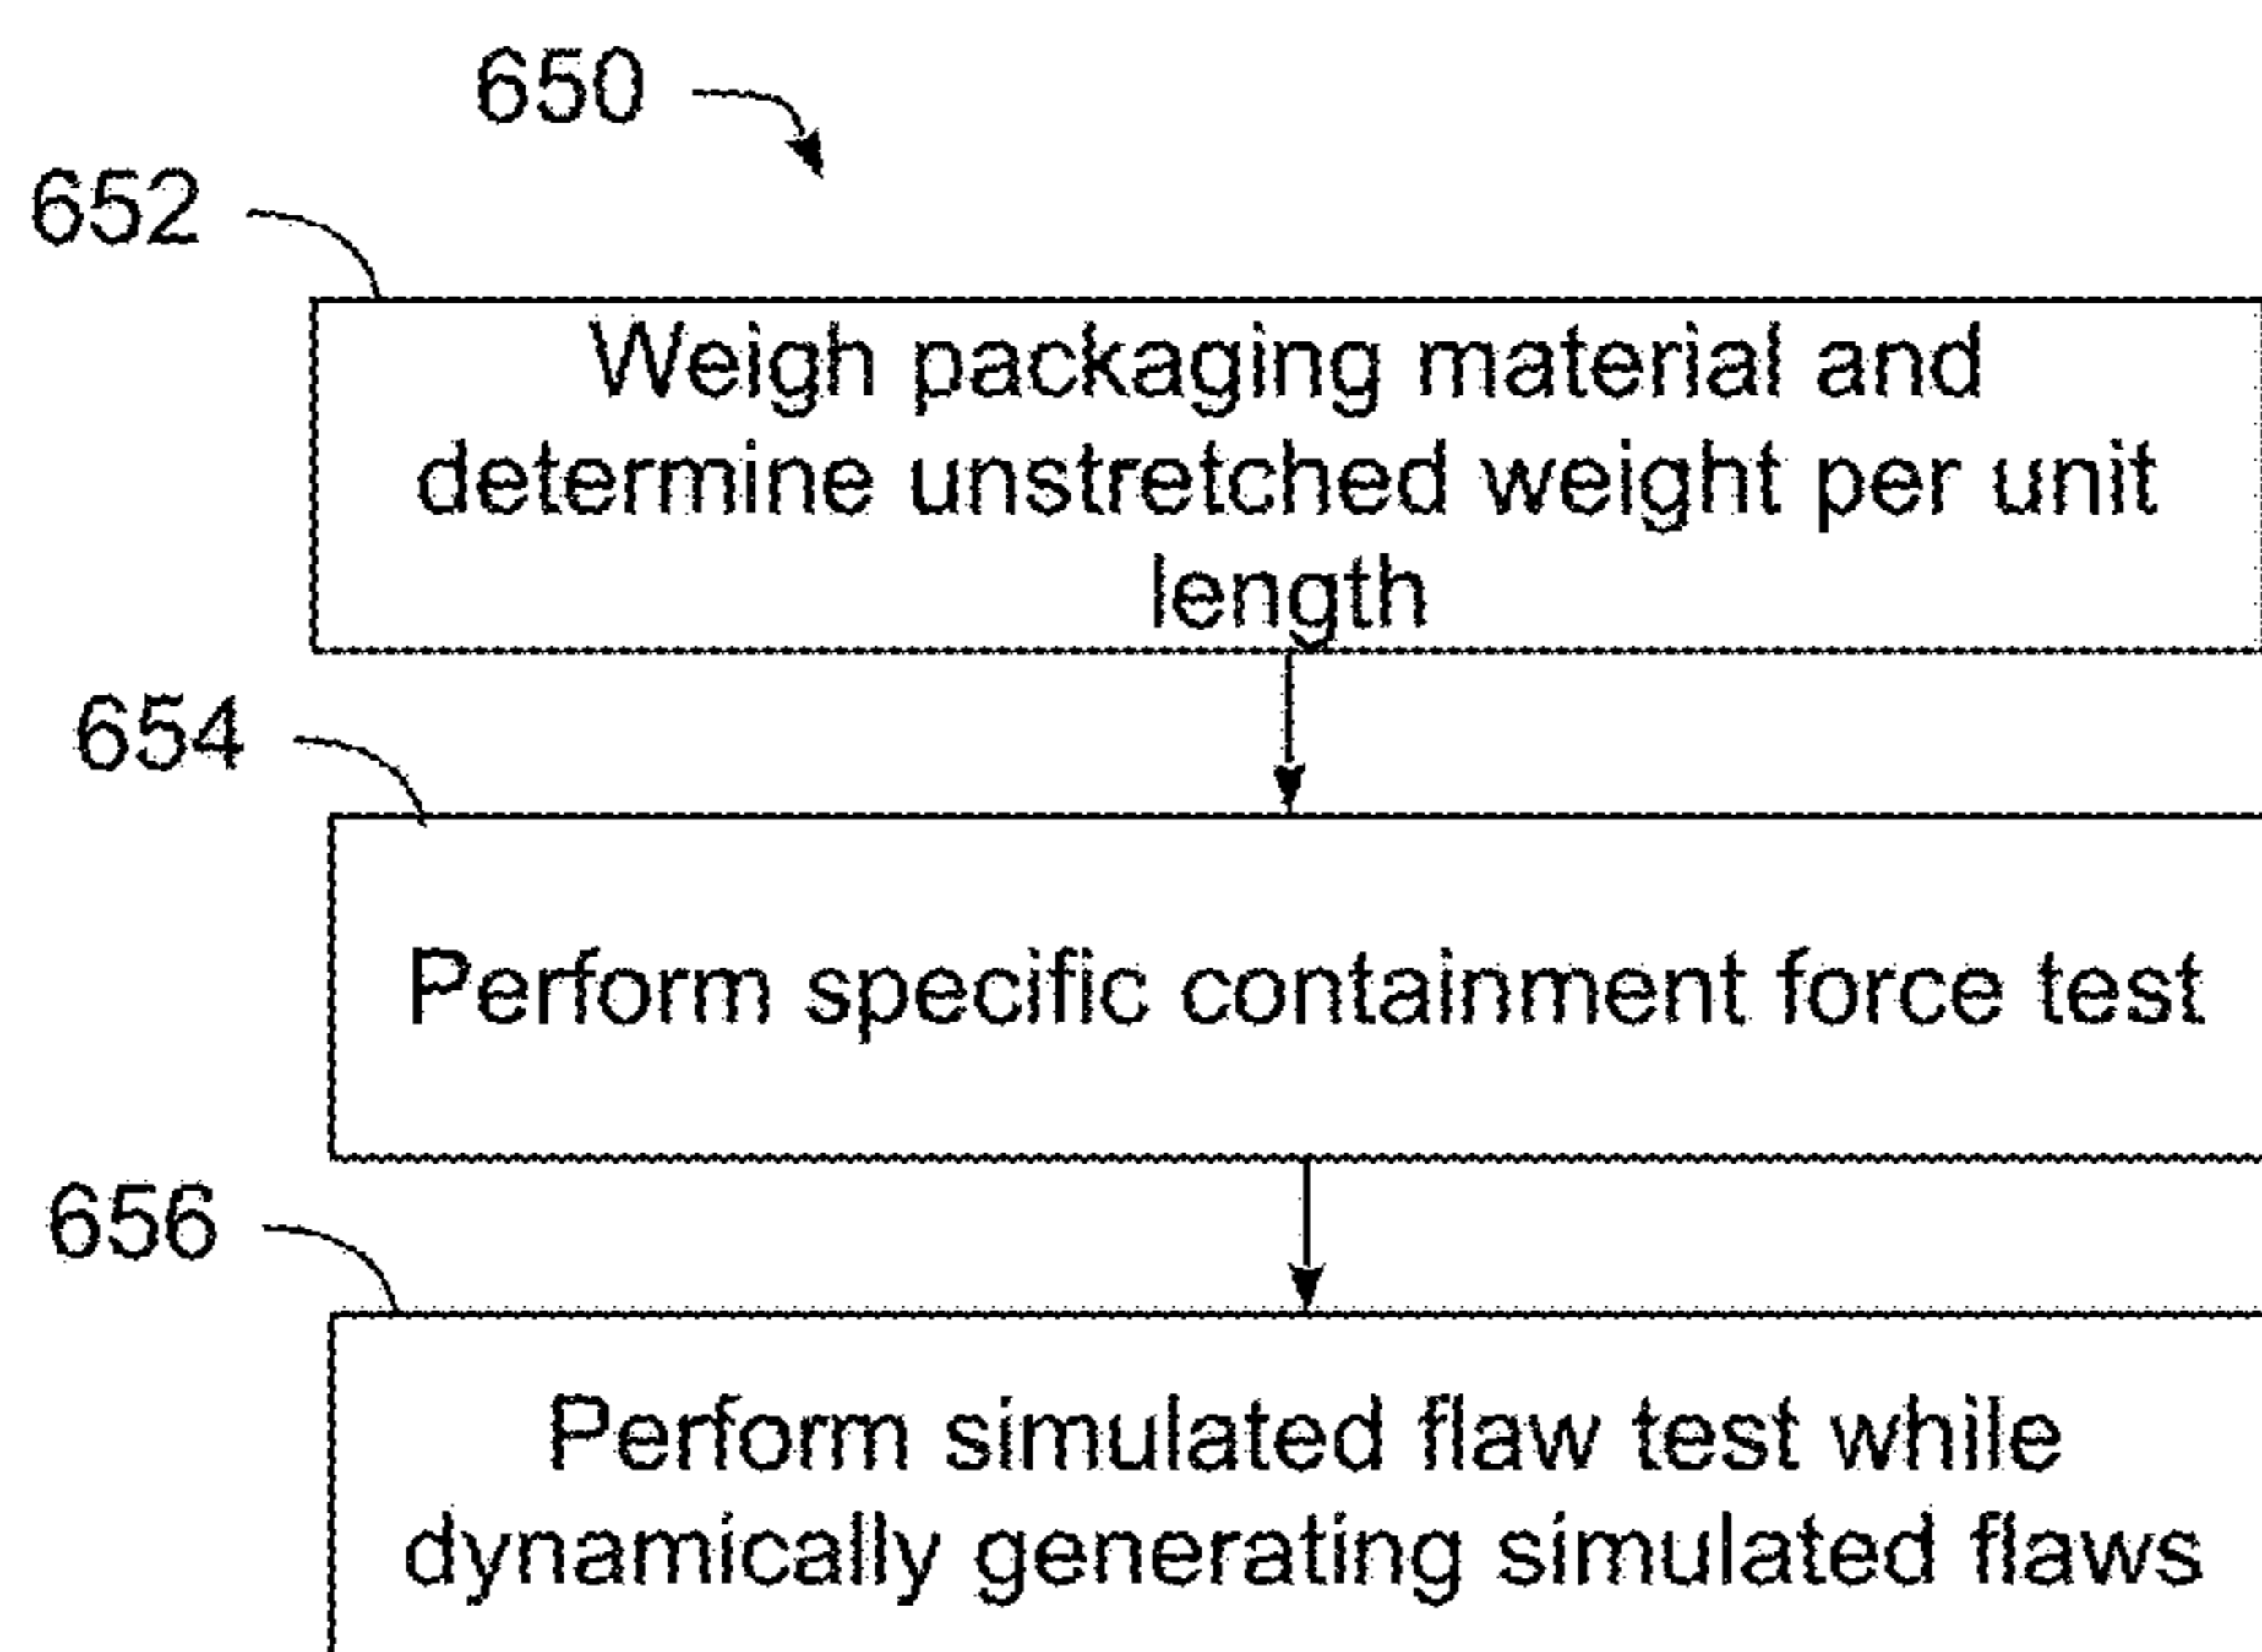 650
652
Weigh packaging material and
determine unstretched weight per unit
length
654
Perform specific containment force test
656
Perform simulated flaw test while
dynamically generating simulated flaws